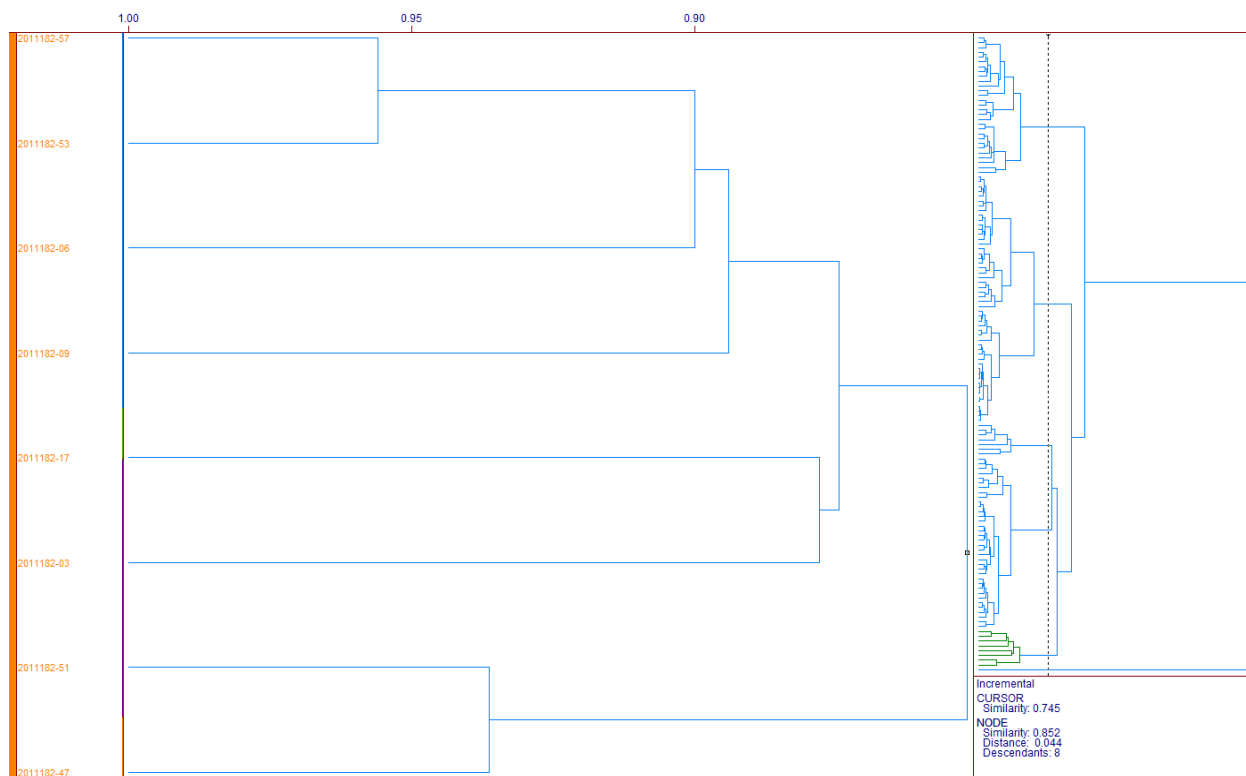 1.00 0.95 0.90
2011182-57
2011182-53
2011182-06
2011182-09
2011182-17
2011182-03
2011182-51
2011182-47
Incremental
CURSOR
Similarity: 0.745
NODE
Similarity: 0.852
Distance: 0.044
Descendants: 8